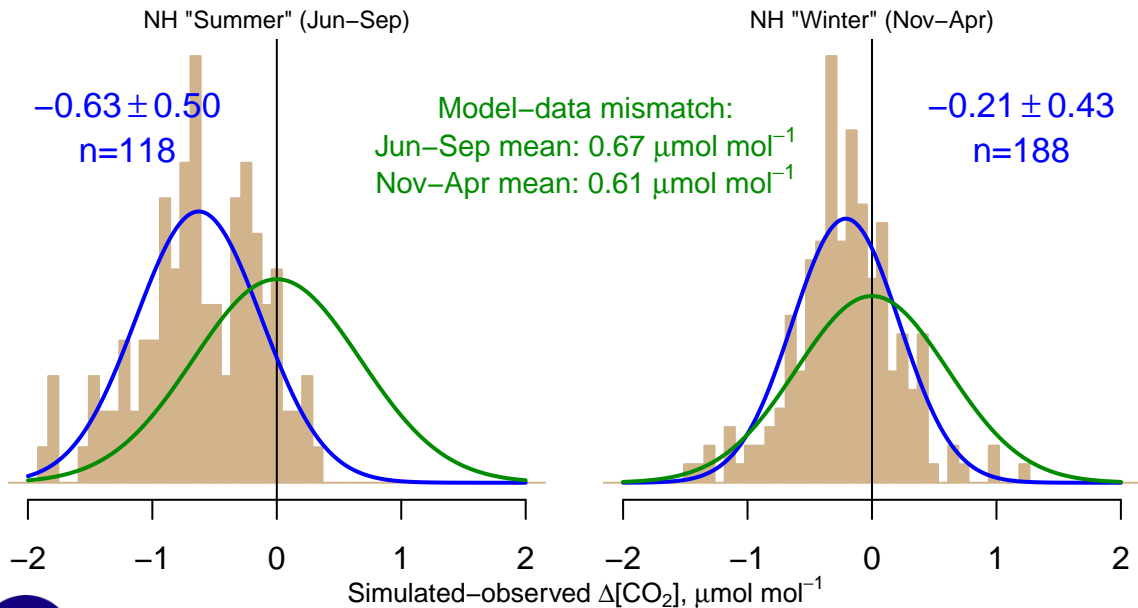 NH "Summer" (Jun−Sep)
NH "Winter" (Nov−Apr)
−0.63 ± 0.50
n=118
Model−data mismatch:
Jun−Sep mean: 0.67 μmol mol⁻¹
Nov−Apr mean: 0.61 μmol mol⁻¹
−0.21 ± 0.43
n=188
−2 −1 0 1 2
−2 −1 0 1 2
Simulated−observed Δ[CO₂], μmol mol⁻¹